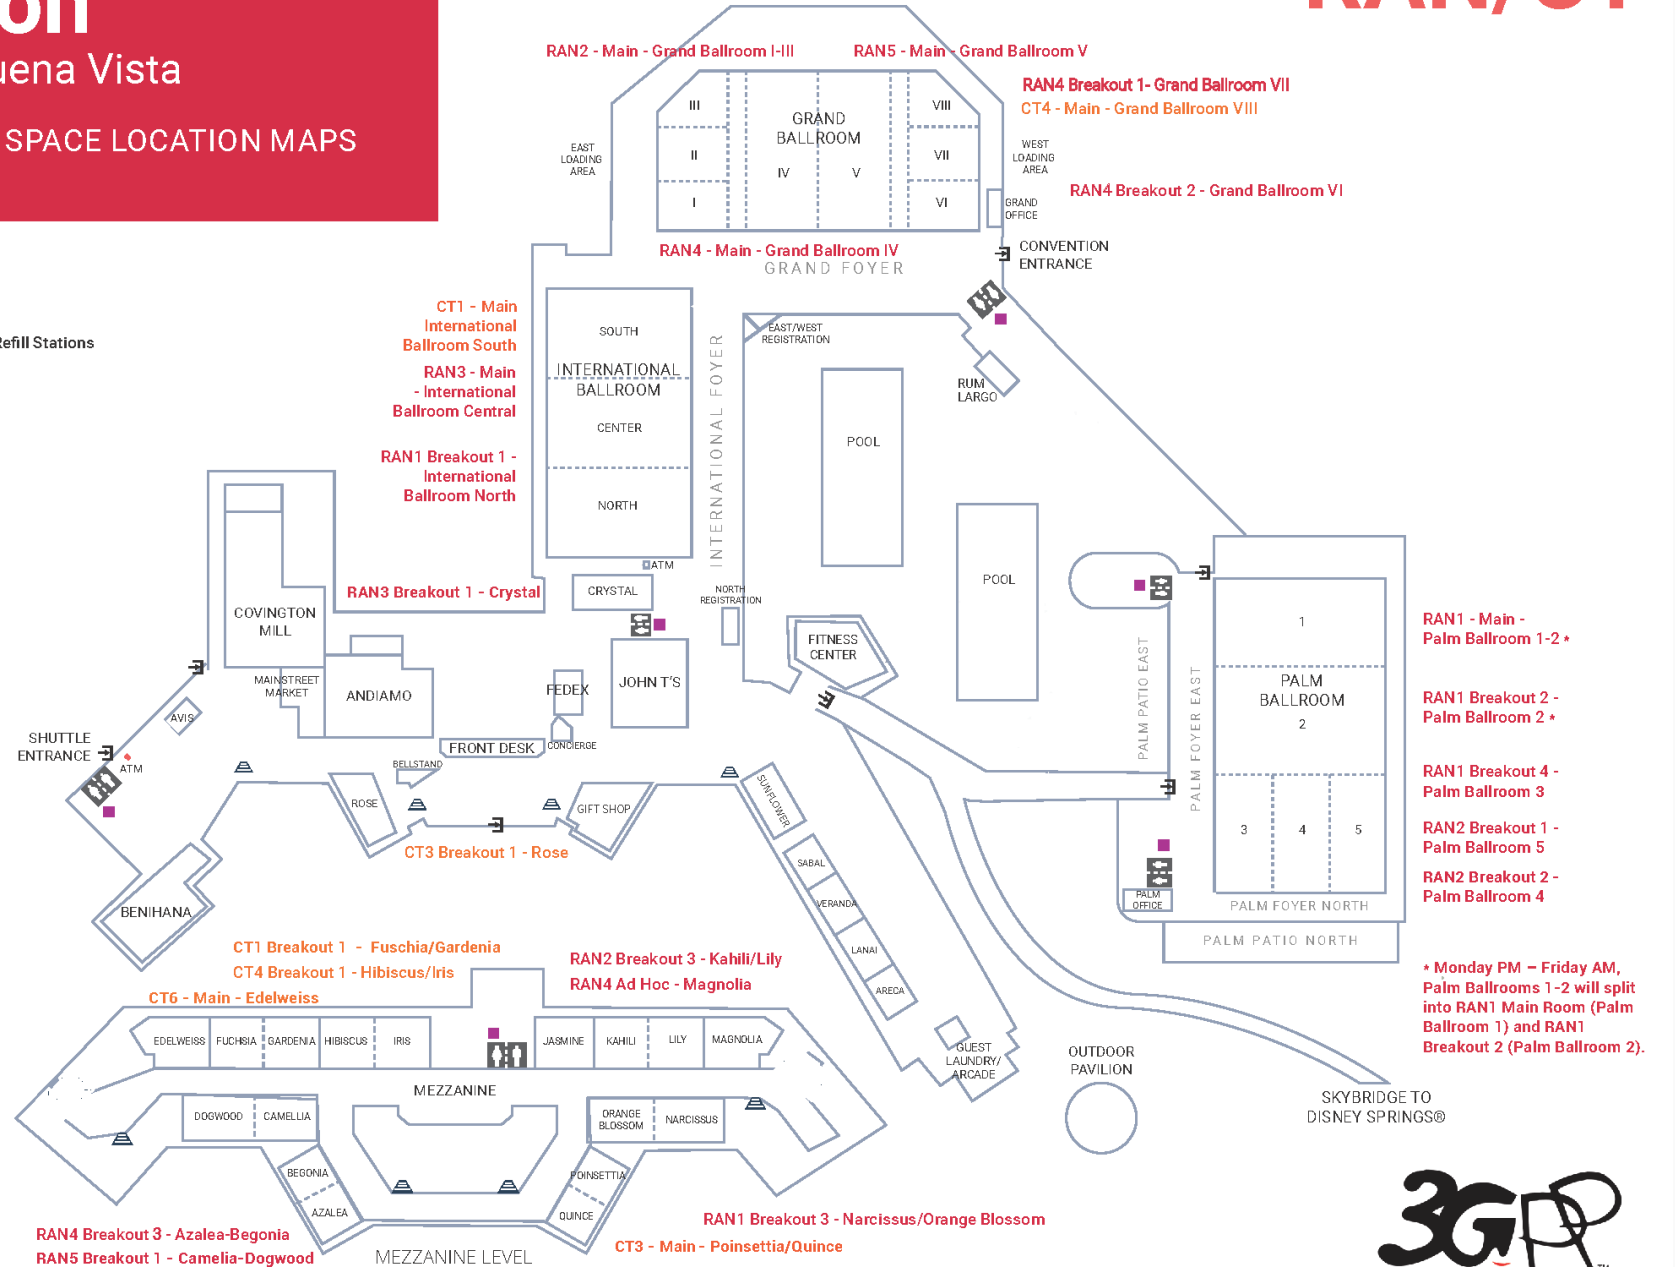 on
uena Vista
SPACE LOCATION MAPS
RAN/CT
efill Stations
RAN2 - Main - Grand Ballroom I-III
RAN5 - Main - Grand Ballroom V
RAN4 Breakout 1- Grand Ballroom VII
CT4 - Main - Grand Ballroom VIII
III
GRAND
BALLROOM
VIII
EAST
LOADING
AREA
II
IV
V
VII
WEST
LOADING
AREA
RAN4 Breakout 2 - Grand Ballroom VI
I
VI
GRAND
OFFICE
RAN4 - Main - Grand Ballroom IV
GRAND FOYER
CONVENTION
ENTRANCE
CT1 - Main
International
Ballroom South
RAN3 - Main
- International
Ballroom Central
RAN1 Breakout 1 -
International
Ballroom North
SOUTH
INTERNATIONAL
BALLROOM
CENTER
NORTH
INTERNATIONAL FOYER
EAST/WEST
REGISTRATION
RUM
LARGO
POOL
POOL
ATM
CRYSTAL
NORTH
REGISTRATION
RAN3 Breakout 1 - Crystal
COVINGTON
MILL
MAINSTREET
MARKET
ANDIAMO
FEDEX
JOHN T'S
FITNESS
CENTER
AVIS
SHUTTLE
ENTRANCE
ATM
FRONT DESK
CONCIERGE
BELLSTAND
ROSE
GIFT SHOP
CT3 Breakout 1 - Rose
BENIHANA
SUNFLOWER
SABAL
VERANDA
LANAI
ARECA
GUEST
LAUNDRY/
ARCADE
PALM PATIO EAST
PALM FOYER EAST
1
PALM
BALLROOM
2
3
4
5
PALM
OFFICE
PALM FOYER NORTH
PALM PATIO NORTH
RAN1 - Main -
Palm Ballroom 1-2 *
RAN1 Breakout 2 -
Palm Ballroom 2 *
RAN1 Breakout 4 -
Palm Ballroom 3
RAN2 Breakout 1 -
Palm Ballroom 5
RAN2 Breakout 2 -
Palm Ballroom 4
* Monday PM – Friday AM,
Palm Ballrooms 1-2 will split
into RAN1 Main Room (Palm
Ballroom 1) and RAN1
Breakout 2 (Palm Ballroom 2).
OUTDOOR
PAVILION
SKYBRIDGE TO
DISNEY SPRINGS®
CT1 Breakout 1 - Fuschia/Gardenia
CT4 Breakout 1 - Hibiscus/Iris
CT6 - Main - Edelweiss
RAN2 Breakout 3 - Kahili/Lily
RAN4 Ad Hoc - Magnolia
EDELWEISS
FUCHSIA
GARDENIA
HIBISCUS
IRIS
JASMINE
KAHILI
LILY
MAGNOLIA
MEZZANINE
DOGWOOD
CAMELLIA
ORANGE
BLOSSOM
NARCISSUS
BEGONIA
AZALEA
POINSETTIA
QUINCE
RAN4 Breakout 3 - Azalea-Begonia
RAN5 Breakout 1 - Camelia-Dogwood
MEZZANINE LEVEL
RAN1 Breakout 3 - Narcissus/Orange Blossom
CT3 - Main - Poinsettia/Quince
3GPP
TM